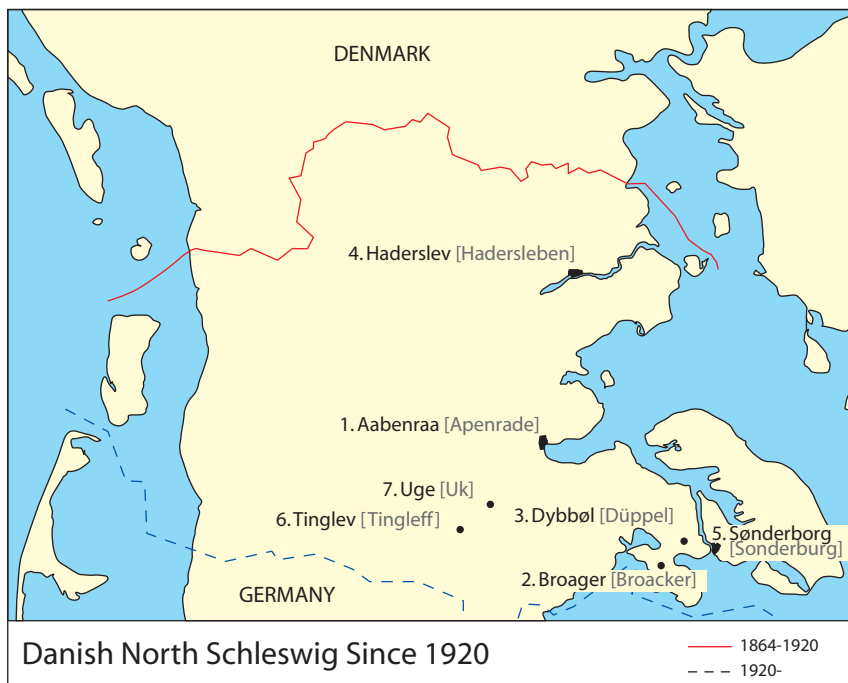 DENMARK
4. Haderslev [Hadersleben]
1. Aabenraa [Apenrade]
7. Uge [Uk]
6. Tinglev [Tingleff]
3. Dybbøl [Düppel]
5. Sønderborg
[Sonderburg]
2. Broager [Broacker]
GERMANY
Danish North Schleswig Since 1920
1864-1920
1920-